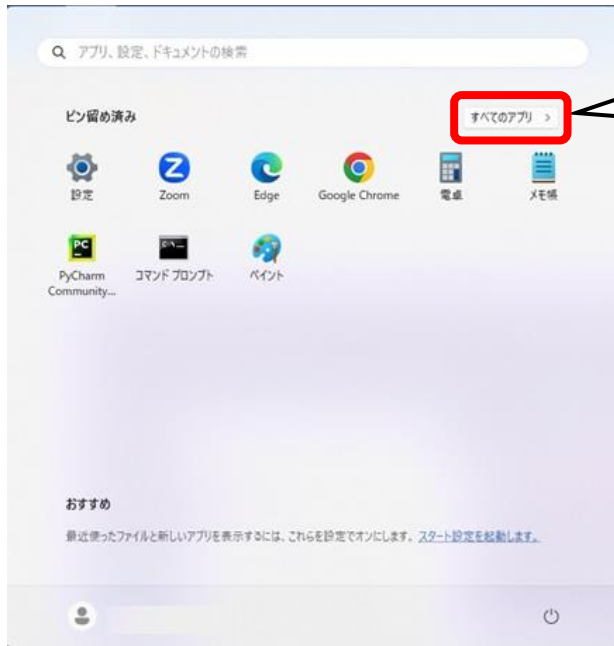 アプリ、設定、ドキュメントの検索
ピン留め済み
すべてのアプリ >
設定
Zoom
Edge
Google Chrome
電卓
メモ帳
PyCharm
Community...
コマンド プロンプト
ペイント
おすすめ
最近使ったファイルと新しいアプリを表示するには、これらを設定でオンにします。 スタート設定を起動します。